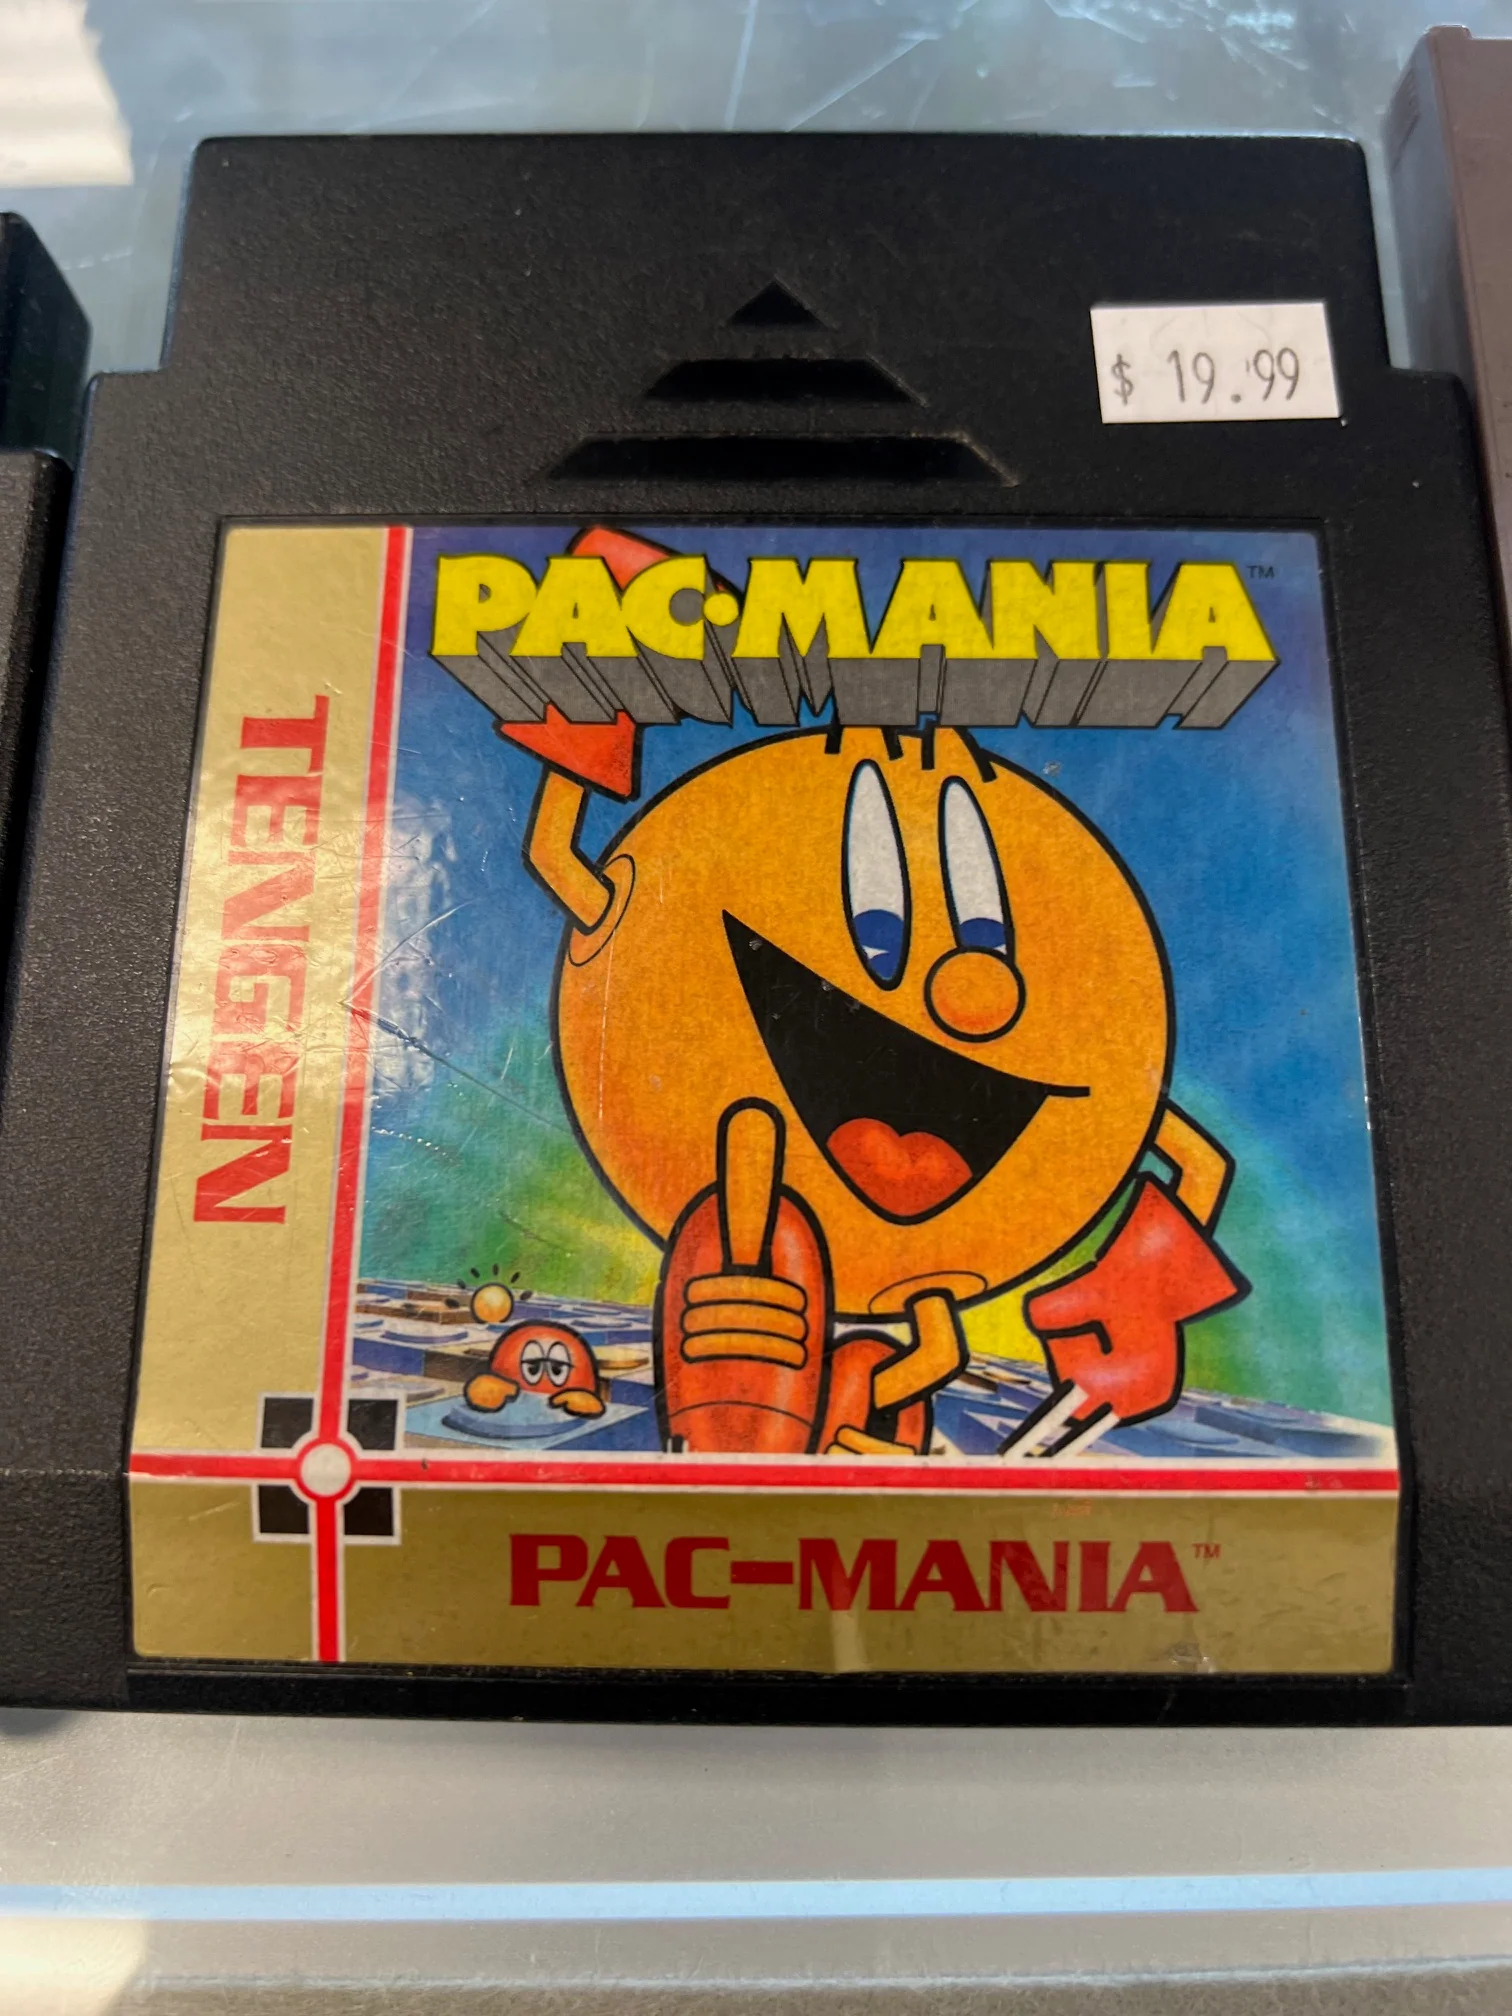 $ 19.99
PAC•MANIA™
TENGEN
PAC-MANIA™